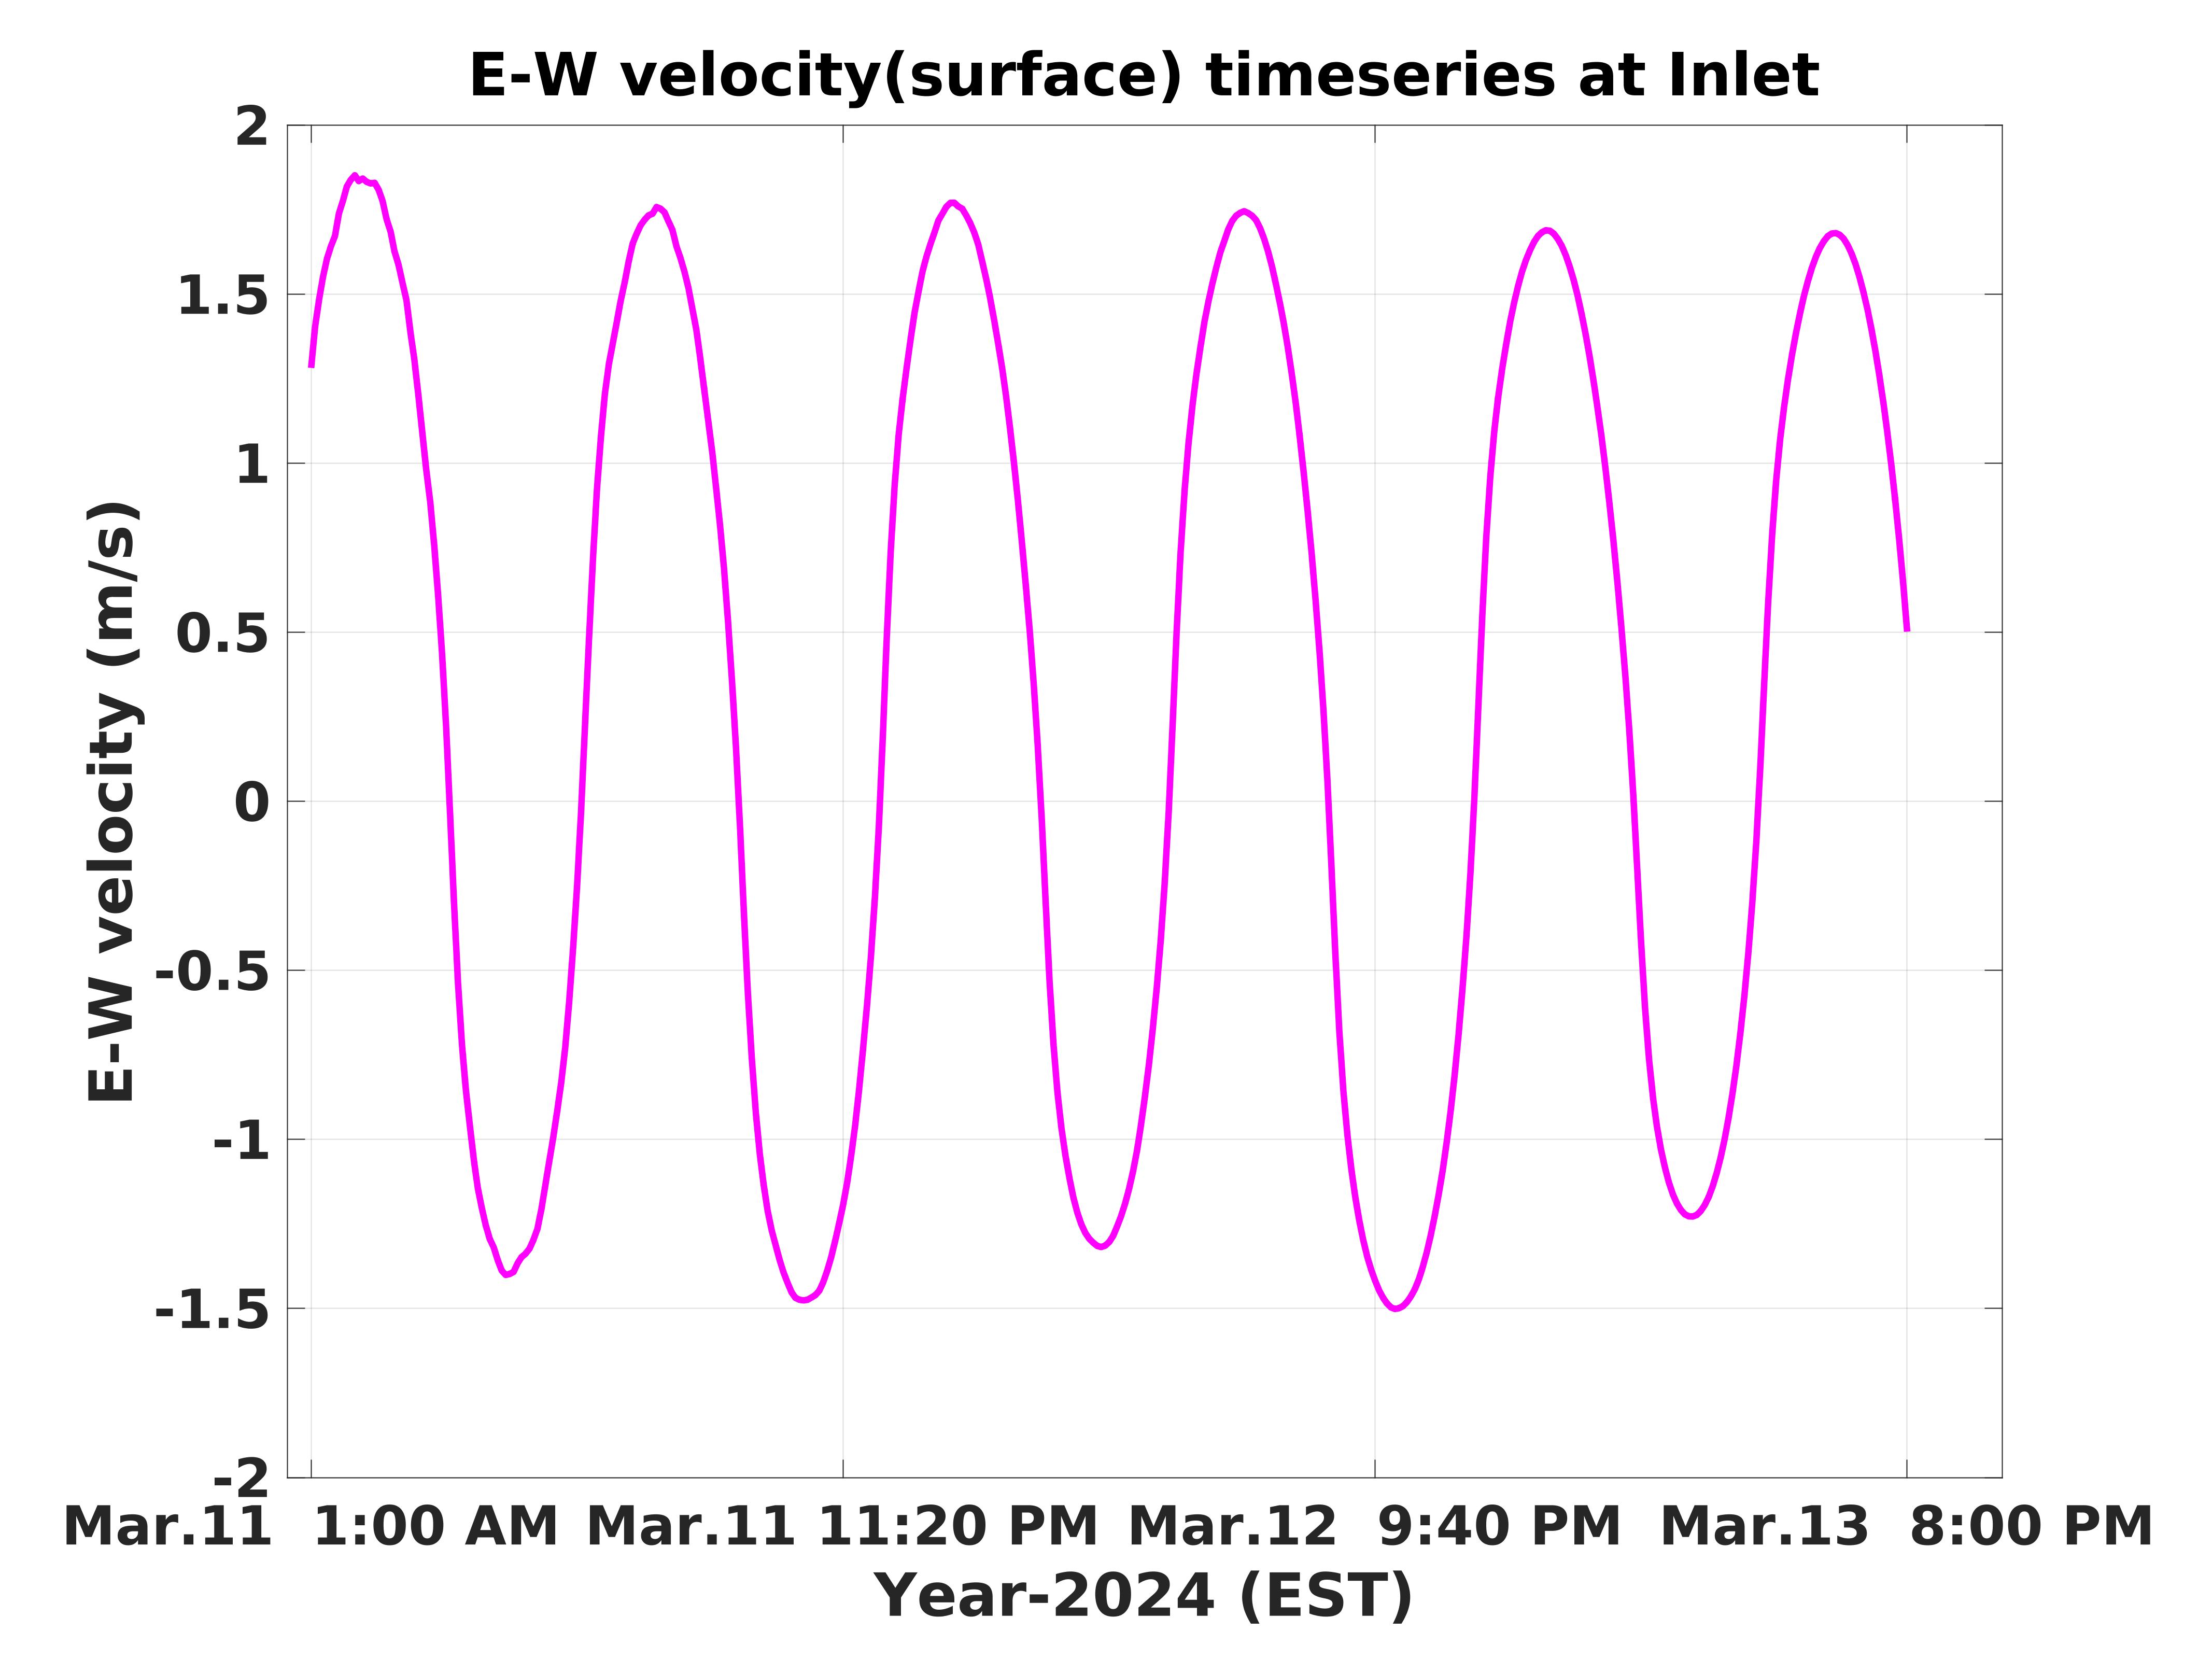 E-W velocity(surface) timeseries at Inlet
2
1.5
1
0.5
0
-0.5
-1
-1.5
-2
E-W velocity (m/s)
Mar.11 1:00 AM Mar.11 11:20 PM Mar.12 9:40 PM Mar.13 8:00 PM
Year-2024 (EST)